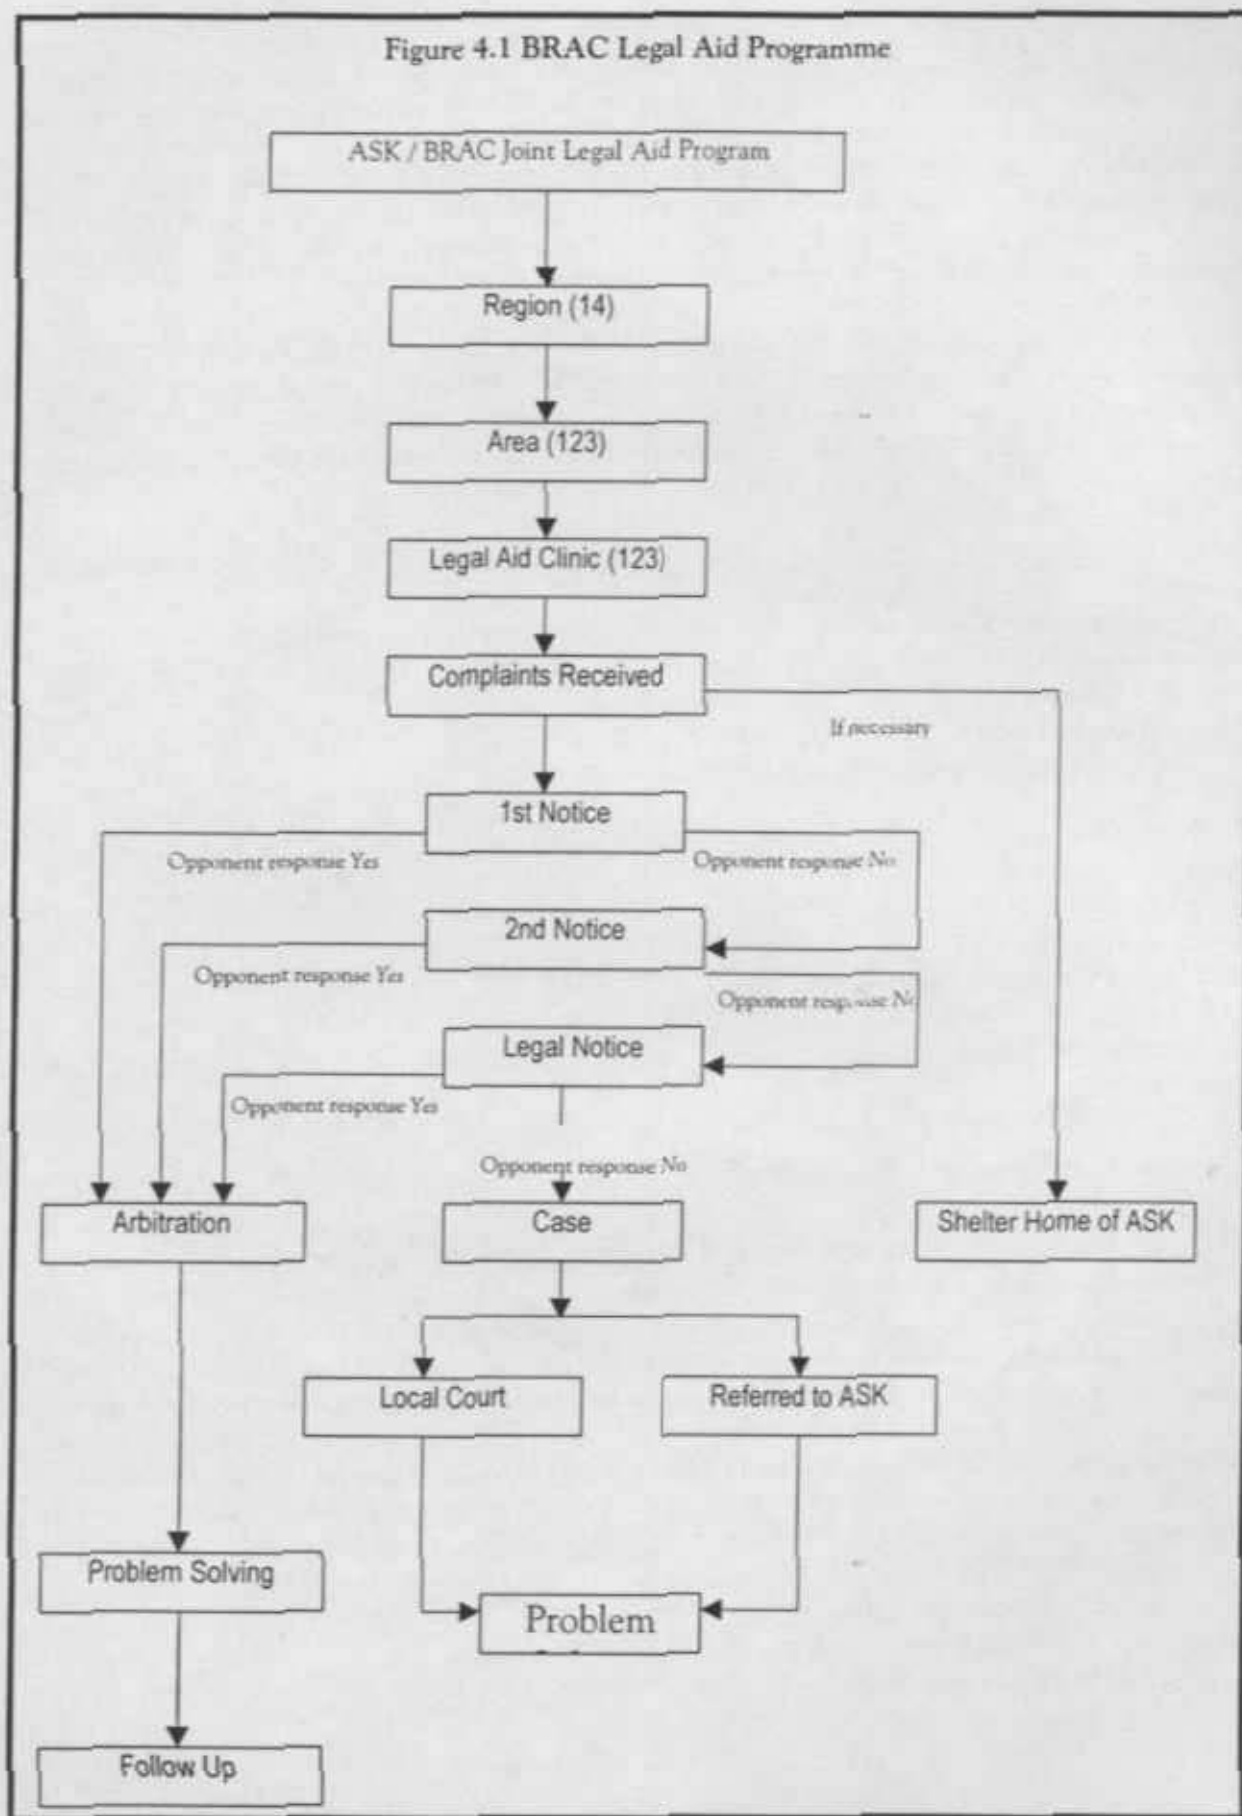 Figure 4.1 BRAC Legal Aid Programme
ASK / BRAC Joint Legal Aid Program
Region (14)
Area (123)
Legal Aid Clinic (123)
Complaints Received
If necessary
1st Notice
Opponent response Yes
Opponent response No
2nd Notice
Opponent response Yes
Opponent response No
Legal Notice
Opponent response Yes
Opponent response No
Arbitration
Case
Shelter Home of ASK
Local Court
Referred to ASK
Problem Solving
Problem
Follow Up